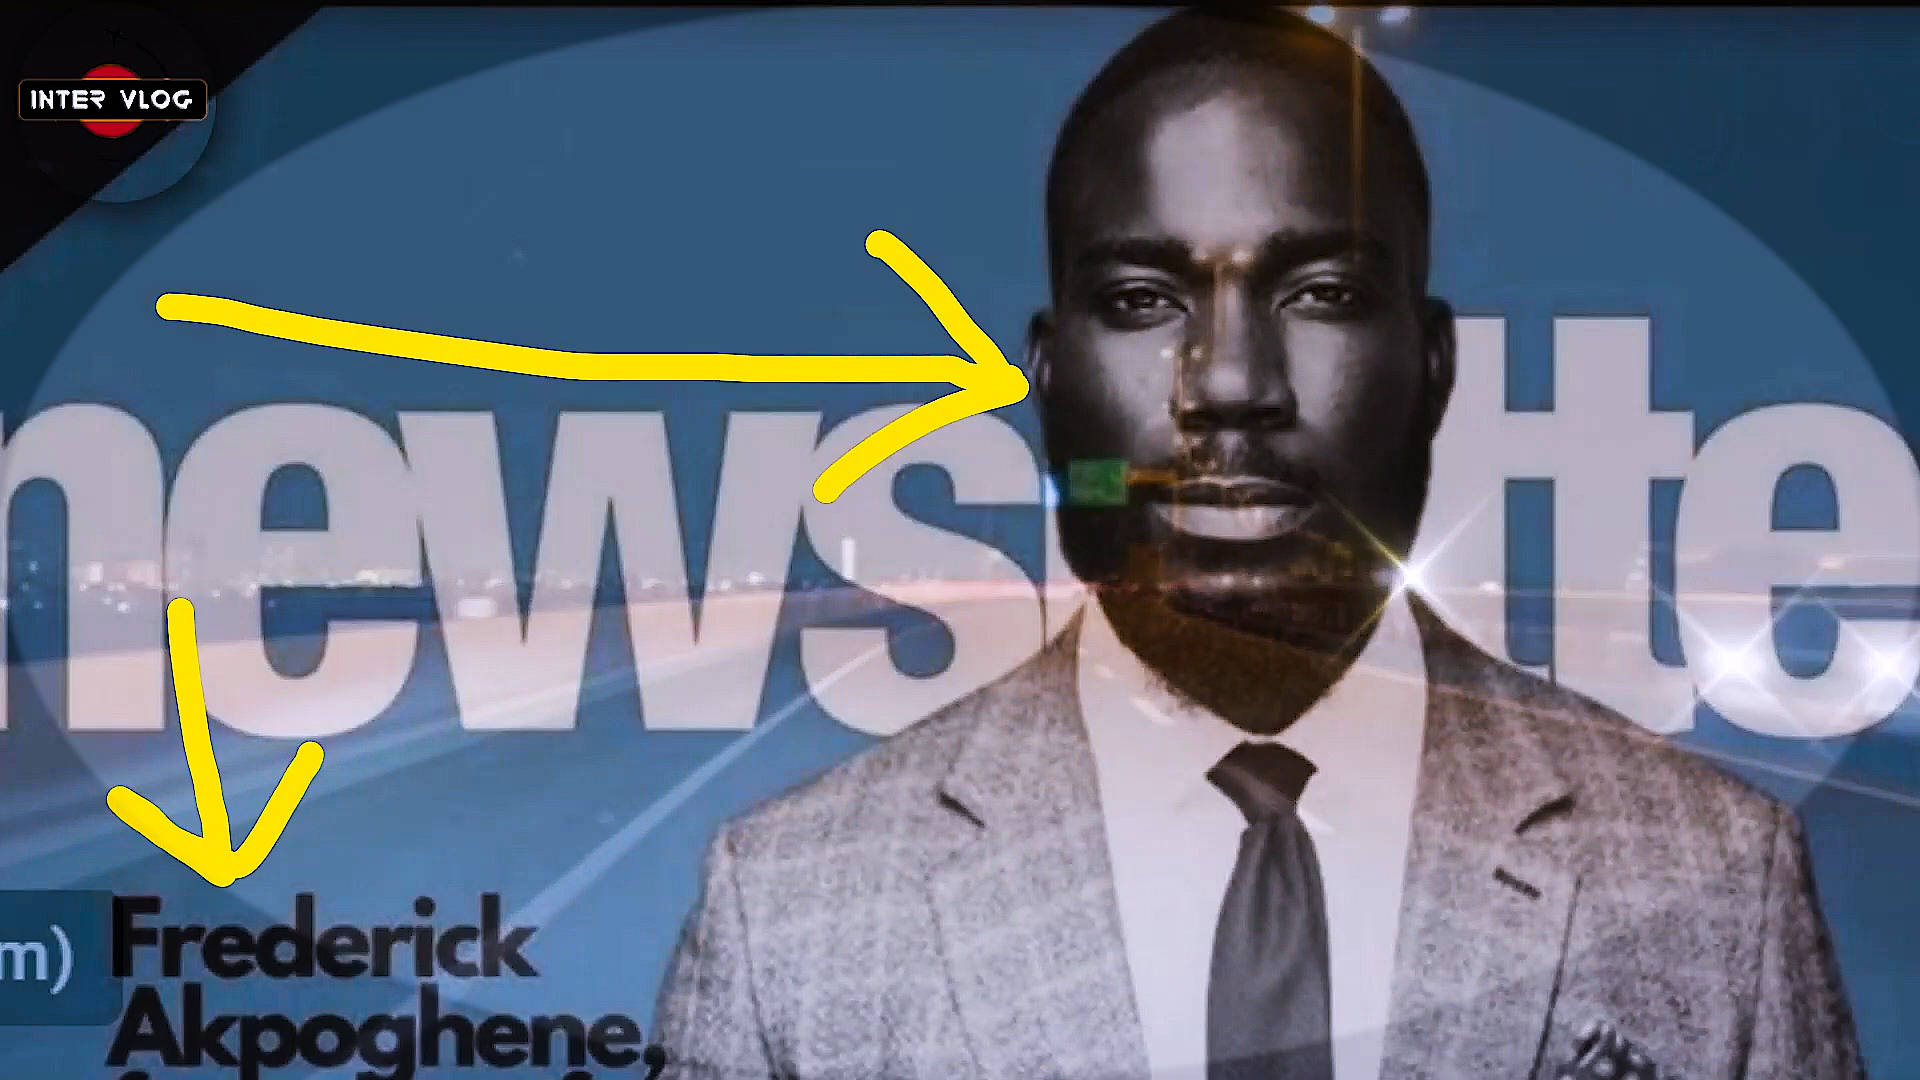 INTER VLOG
news tte
m)
Frederick
Akpoghene,